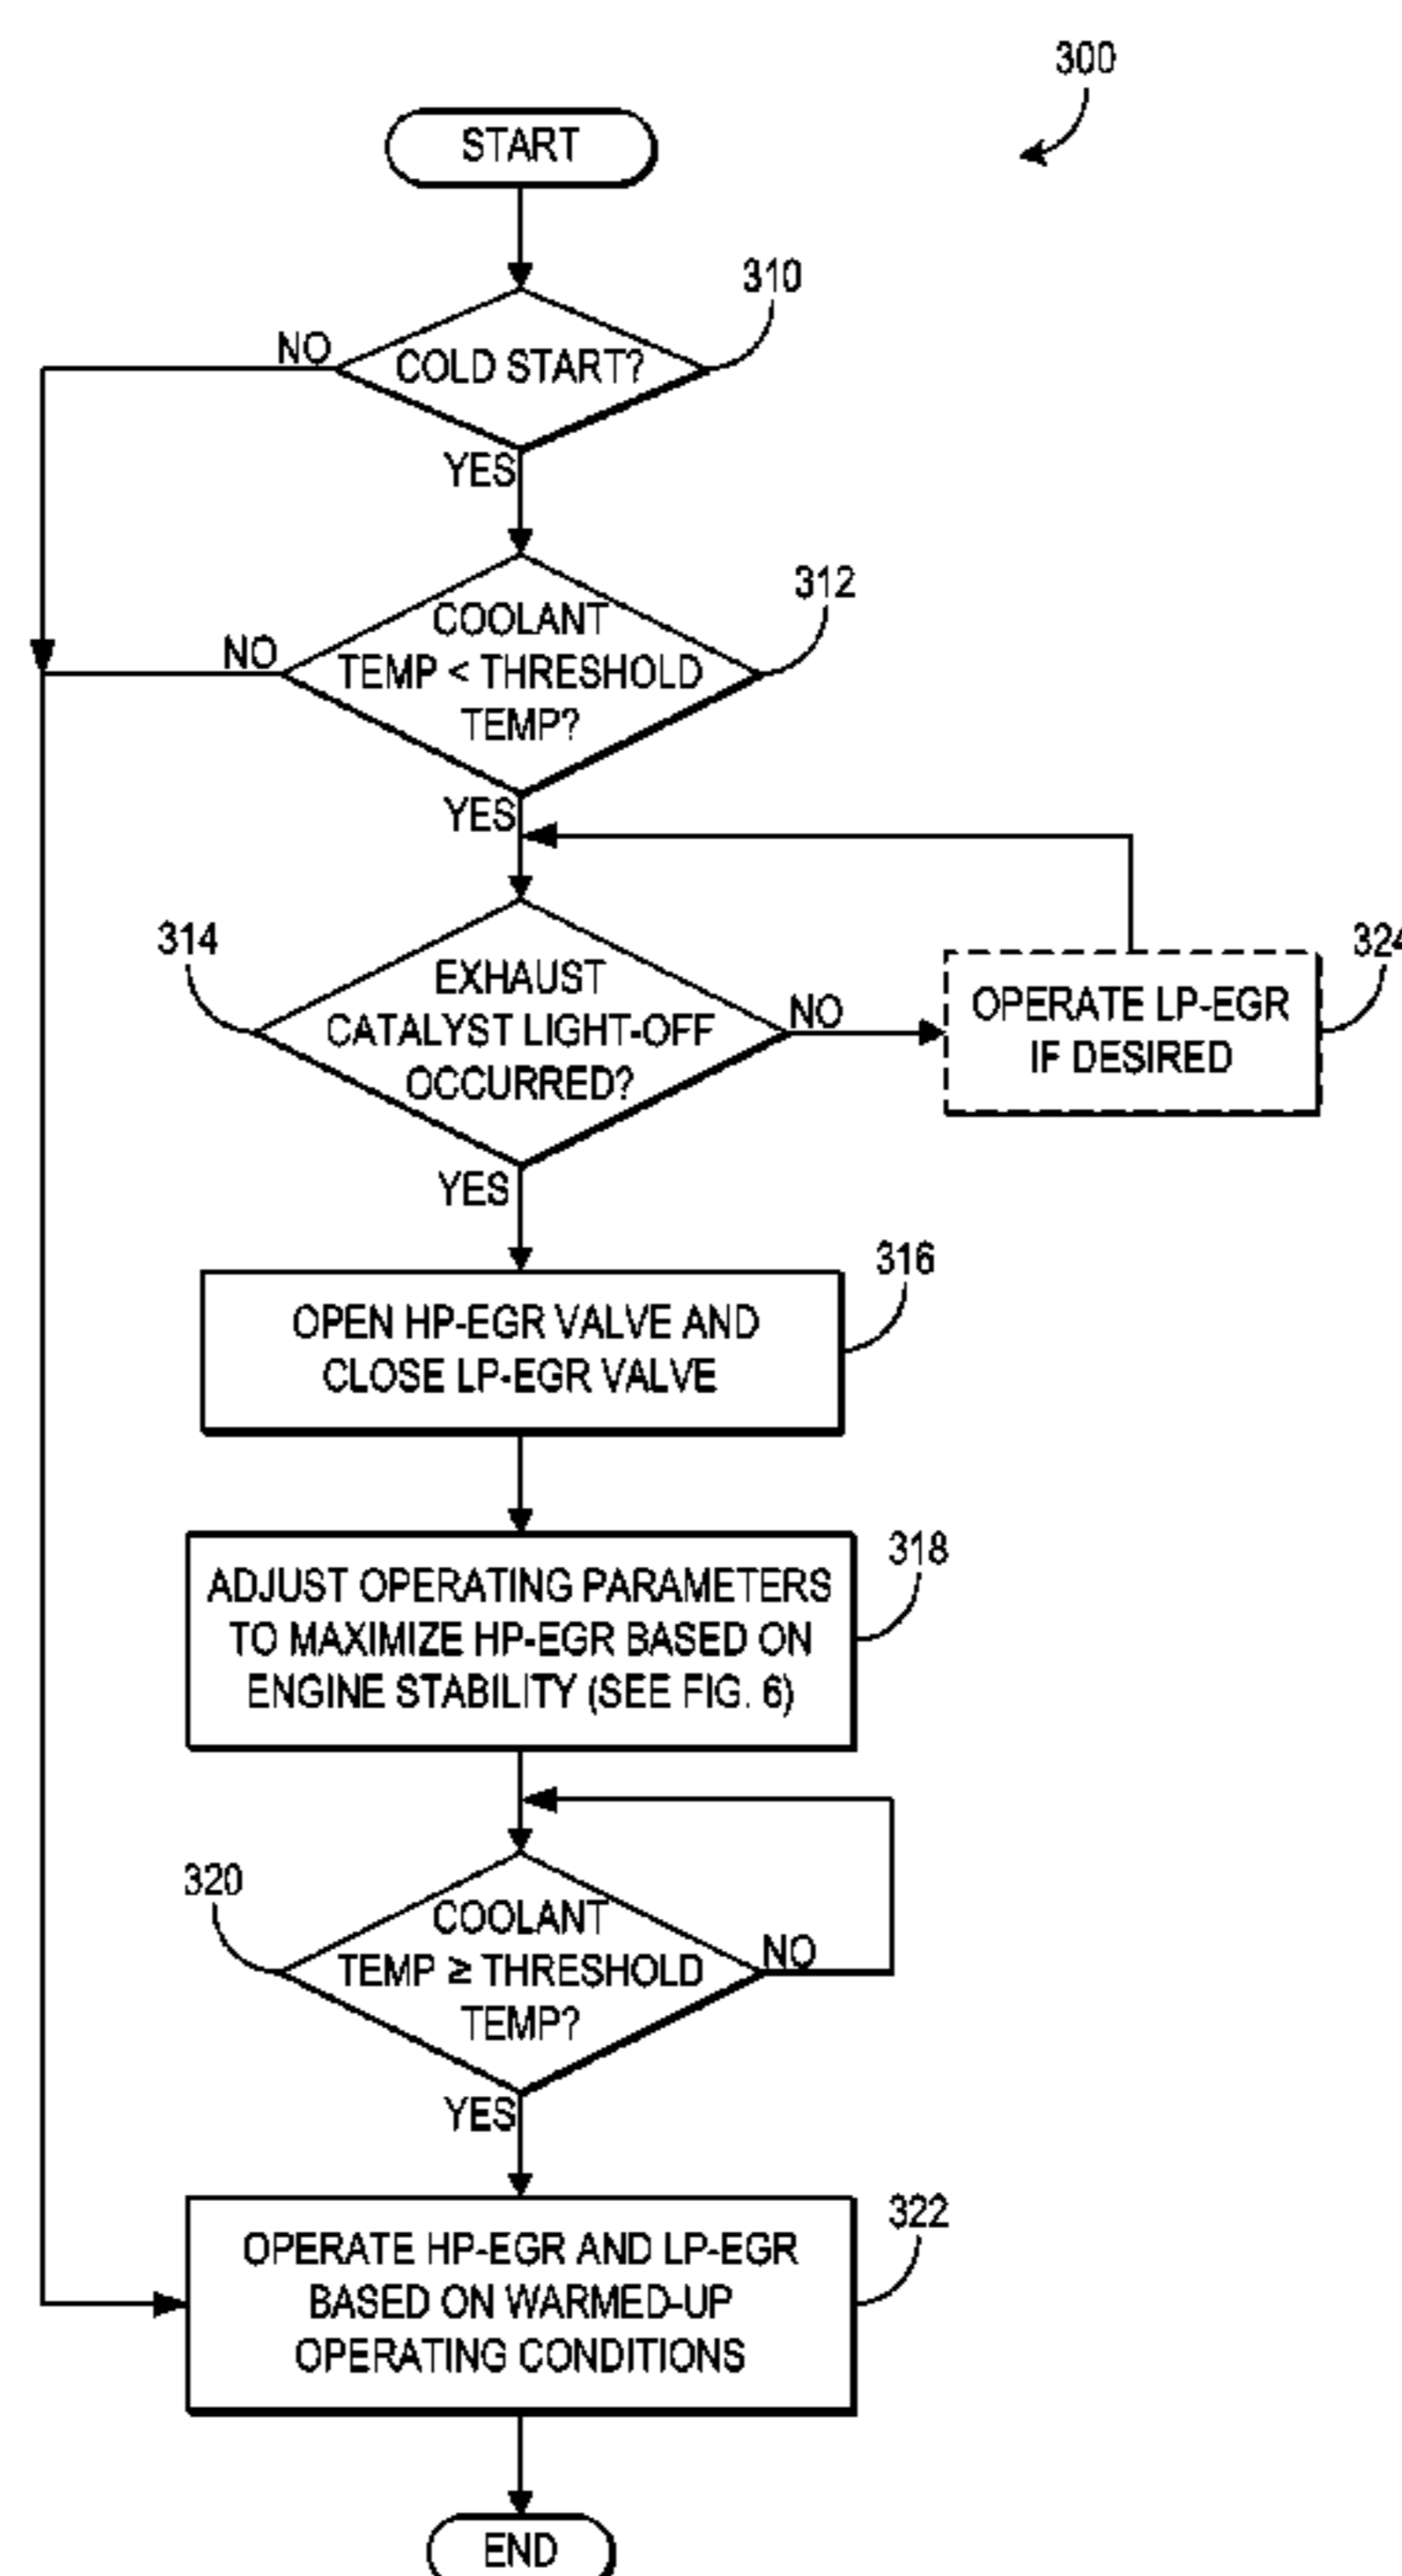 300
START
310
NO
COLD START?
YES
312
NO
COOLANT
TEMP < THRESHOLD
TEMP?
YES
314
EXHAUST
CATALYST LIGHT-OFF
OCCURRED?
NO
324
OPERATE LP-EGR
IF DESIRED
YES
316
OPEN HP-EGR VALVE AND
CLOSE LP-EGR VALVE
318
ADJUST OPERATING PARAMETERS
TO MAXIMIZE HP-EGR BASED ON
ENGINE STABILITY (SEE FIG. 6)
320
COOLANT
TEMP ≥ THRESHOLD
TEMP?
NO
YES
322
OPERATE HP-EGR AND LP-EGR
BASED ON WARMED-UP
OPERATING CONDITIONS
END